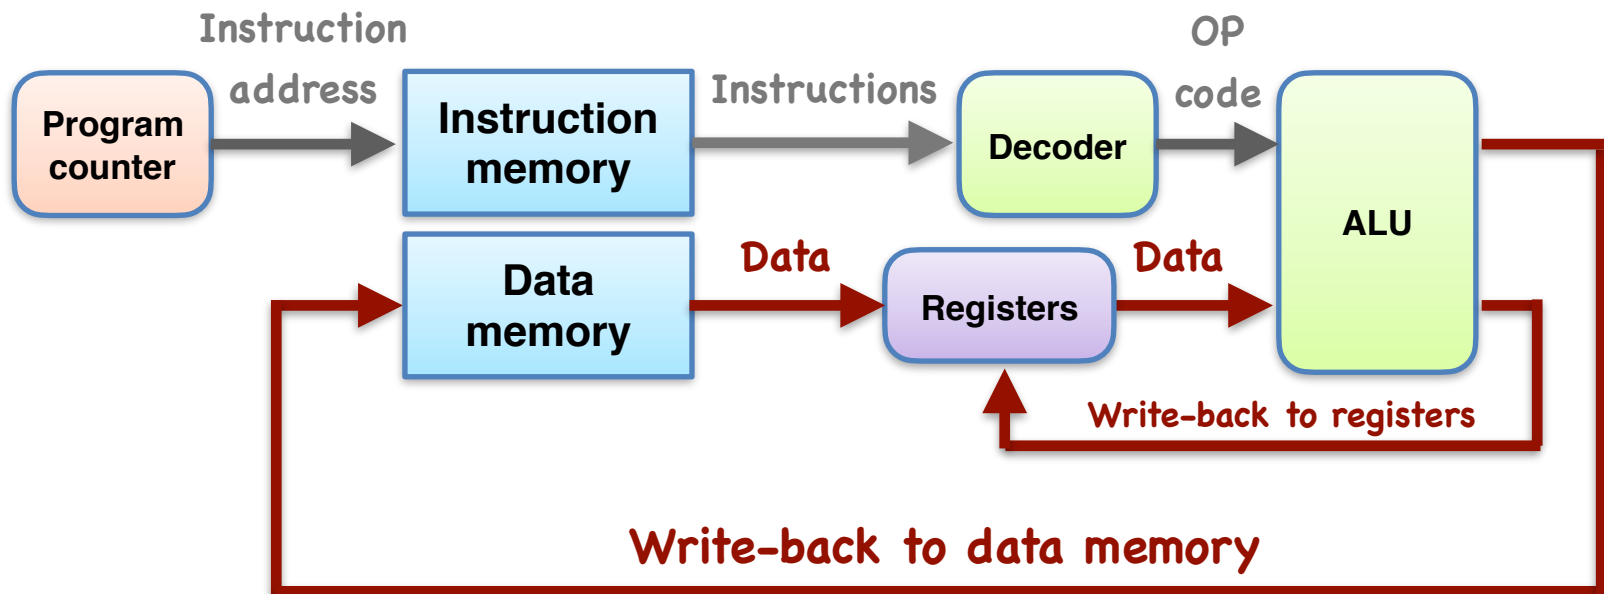 Instruction
address
Program
counter
Instruction
memory
Instructions
Decoder
OP
code
ALU
Data
memory
Data
Registers
Data
Write-back to registers
Write-back to data memory